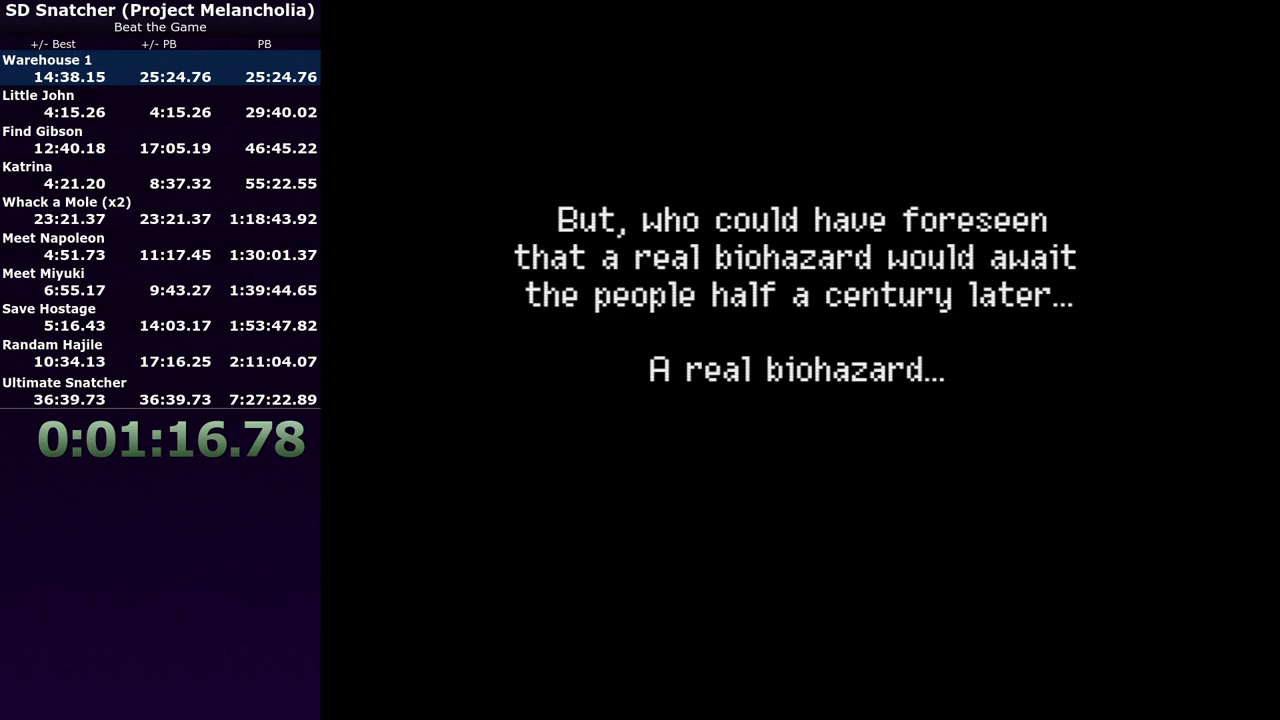 SD Snatcher (Project Melancholia)
Beat the Game
+/- Best +/- PB PB
Warehouse 1
14:38.15 25:24.76 25:24.76
Little John
4:15.26 4:15.26 29:40.02
Find Gibson
12:40.18 17:05.19 46:45.22
Katrina
4:21.20 8:37.32 55:22.55
Whack a Mole (x2)
23:21.37 23:21.37 1:18:43.92
Meet Napoleon
4:51.73 11:17.45 1:30:01.37
Meet Miyuki
6:55.17 9:43.27 1:39:44.65
Save Hostage
5:16.43 14:03.17 1:53:47.82
Randam Hajile
10:34.13 17:16.25 2:11:04.07
Ultimate Snatcher
36:39.73 36:39.73 7:27:22.89
0:01:16.78
But, who could have foreseen
that a real biohazard would await
the people half a century later...
A real biohazard...